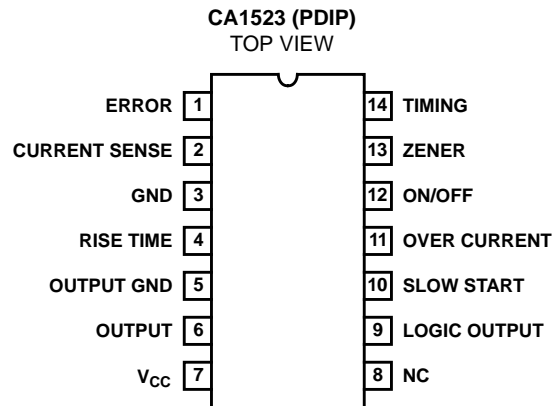 CA1523 (PDIP)
TOP VIEW
ERROR 1 14 TIMING
CURRENT SENSE 2 13 ZENER
GND 3 12 ON/OFF
RISE TIME 4 11 OVER CURRENT
OUTPUT GND 5 10 SLOW START
OUTPUT 6 9 LOGIC OUTPUT
VCC 7 8 NC